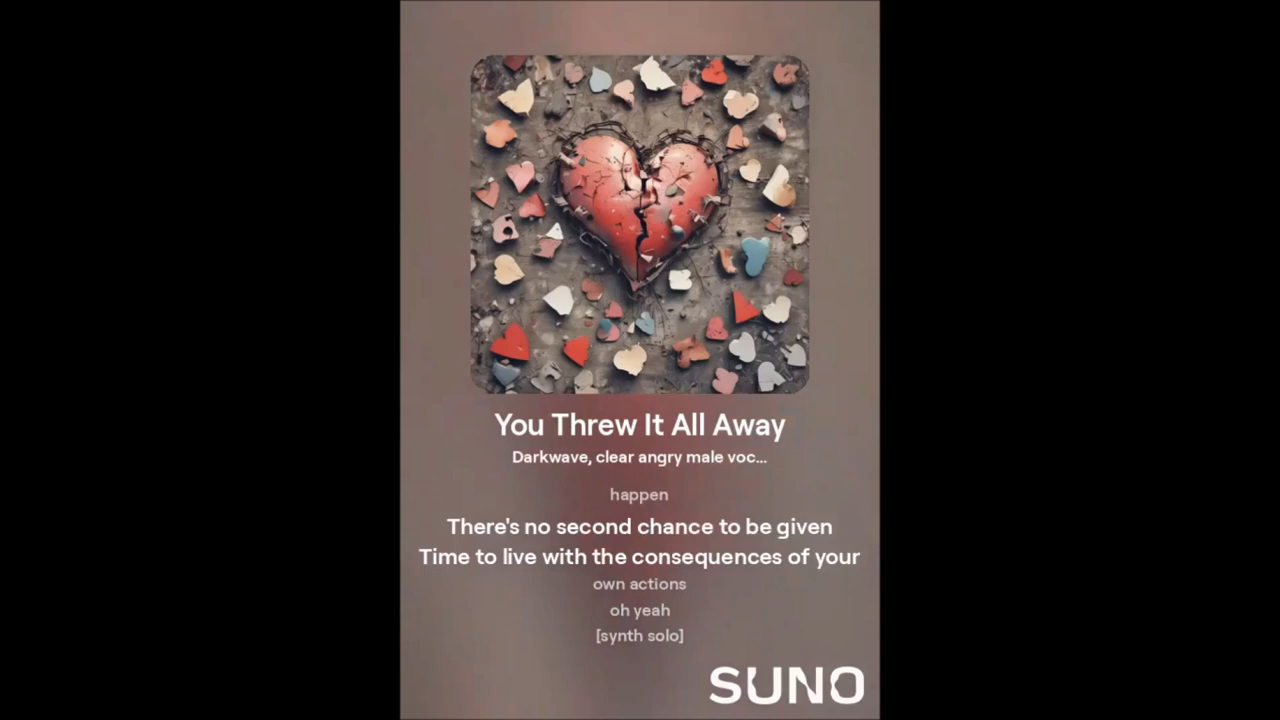 You Threw It All Away
Darkwave, clear angry male voc...
happen
There's no second chance to be given
Time to live with the consequences of your
own actions
oh yeah
[synth solo]
SUNO